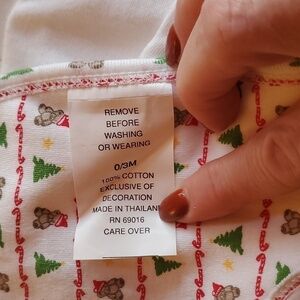 REMOVE
BEFORE
WASHING
OR WEARING
0/3M
100% COTTON
EXCLUSIVE OF
DECORATION
MADE IN THAILAND
RN 69016
CARE OVER